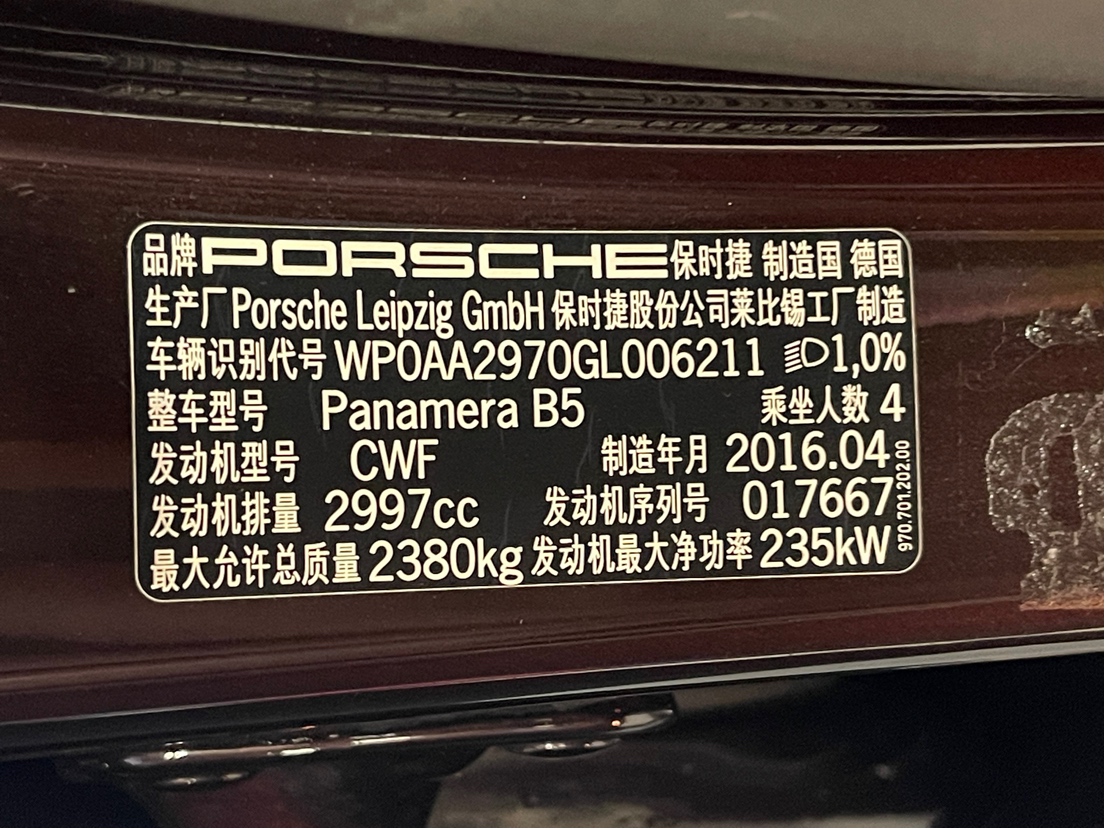 品牌 PORSCHE 保时捷 制造国 德国
生产厂 Porsche Leipzig GmbH 保时捷股份公司莱比锡工厂制造
车辆识别代号 WP0AA2970GL006211 1,0%
整车型号 Panamera B5 乘坐人数 4
发动机型号 CWF 制造年月 2016.04
发动机排量 2997cc 发动机序列号 017667
最大允许总质量 2380kg 发动机最大净功率 235kW
970.701.202.00